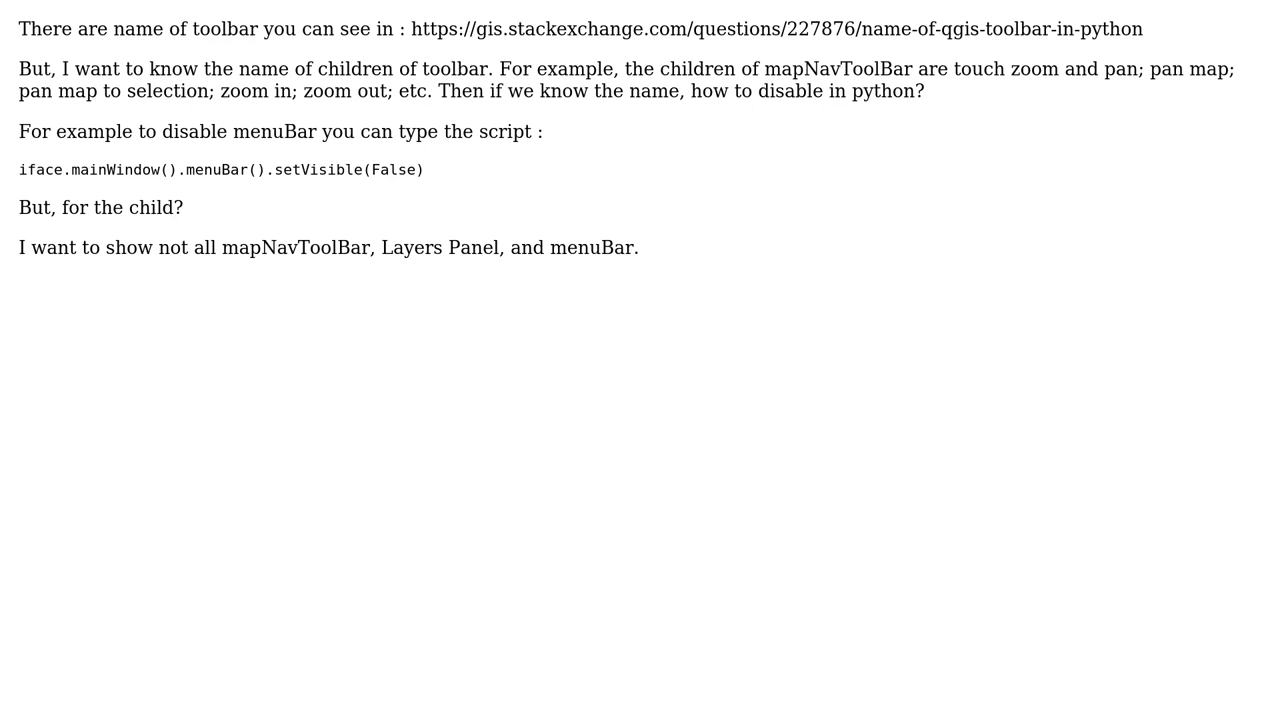 There are name of toolbar you can see in : https://gis.stackexchange.com/questions/227876/name-of-qgis-toolbar-in-python
But, I want to know the name of children of toolbar. For example, the children of mapNavToolBar are touch zoom and pan; pan map;
pan map to selection; zoom in; zoom out; etc. Then if we know the name, how to disable in python?
For example to disable menuBar you can type the script :
iface.mainWindow().menuBar().setVisible(False)
But, for the child?
I want to show not all mapNavToolBar, Layers Panel, and menuBar.